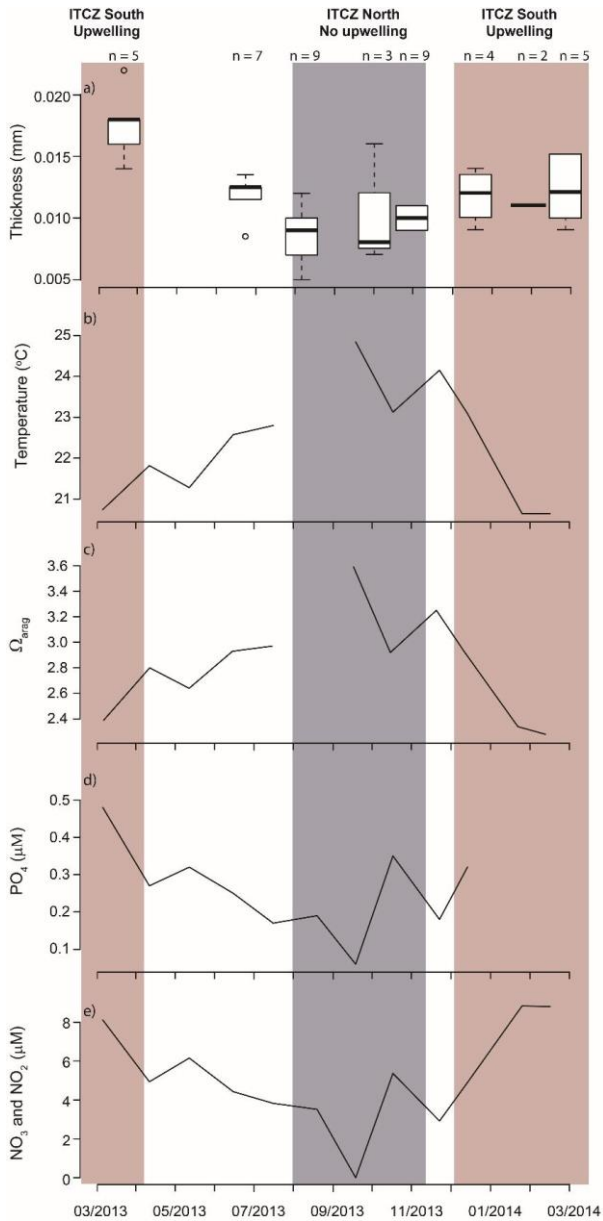 ITCZ South
Upwelling
ITCZ North
No upwelling
ITCZ South
Upwelling
n = 5
n = 7
n = 9
n = 3
n = 9
n = 4
n = 2
n = 5
a)
Thickness (mm)
0.020
0.015
0.010
0.005
b)
Temperature (°C)
25
24
23
22
21
c)
Ωarag
3.6
3.2
3.0
2.8
2.6
2.4
d)
PO4 (µM)
0.5
0.3
0.2
0.1
e)
NO3 and NO2 (µM)
8
6
4
2
0
03/2013
05/2013
07/2013
09/2013
11/2013
01/2014
03/2014